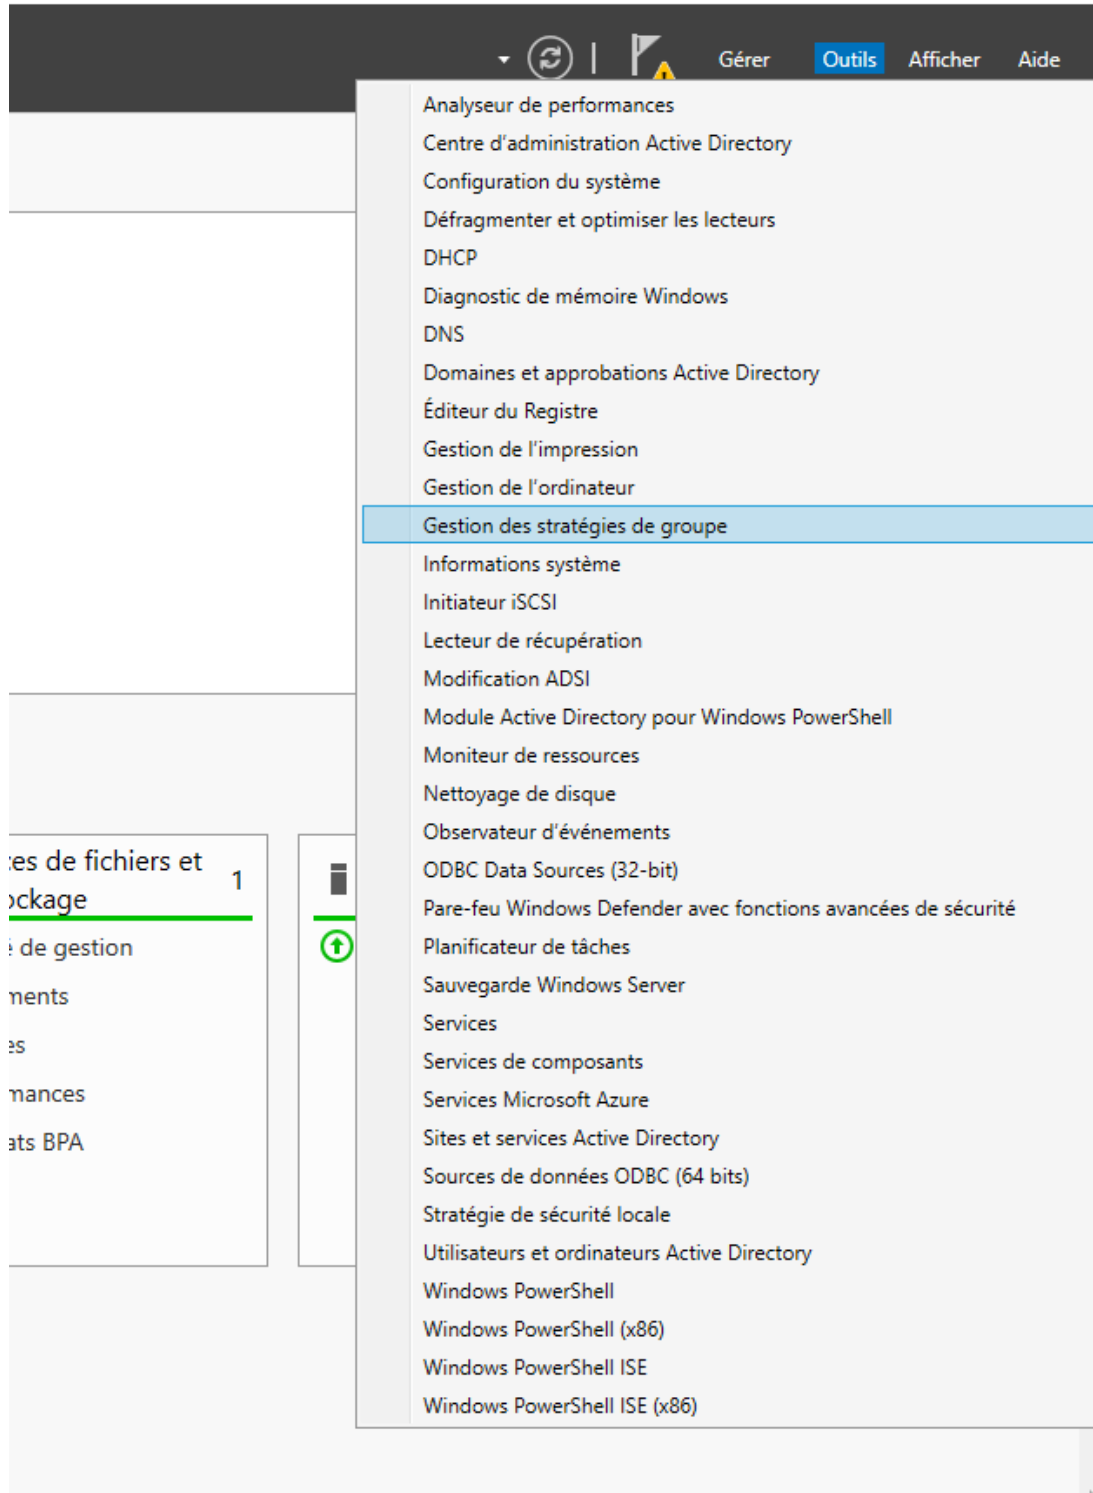 Gérer Outils Afficher Aide
Analyseur de performances
Centre d'administration Active Directory
Configuration du système
Défragmenter et optimiser les lecteurs
DHCP
Diagnostic de mémoire Windows
DNS
Domaines et approbations Active Directory
Éditeur du Registre
Gestion de l'impression
Gestion de l'ordinateur
Gestion des stratégies de groupe
Informations système
Initiateur iSCSI
Lecteur de récupération
Modification ADSI
Module Active Directory pour Windows PowerShell
Moniteur de ressources
Nettoyage de disque
Observateur d'événements
ODBC Data Sources (32-bit)
Pare-feu Windows Defender avec fonctions avancées de sécurité
Planificateur de tâches
Sauvegarde Windows Server
Services
Services de composants
Services Microsoft Azure
Sites et services Active Directory
Sources de données ODBC (64 bits)
Stratégie de sécurité locale
Utilisateurs et ordinateurs Active Directory
Windows PowerShell
Windows PowerShell (x86)
Windows PowerShell ISE
Windows PowerShell ISE (x86)
de fichiers et
1
de gestion
BPA